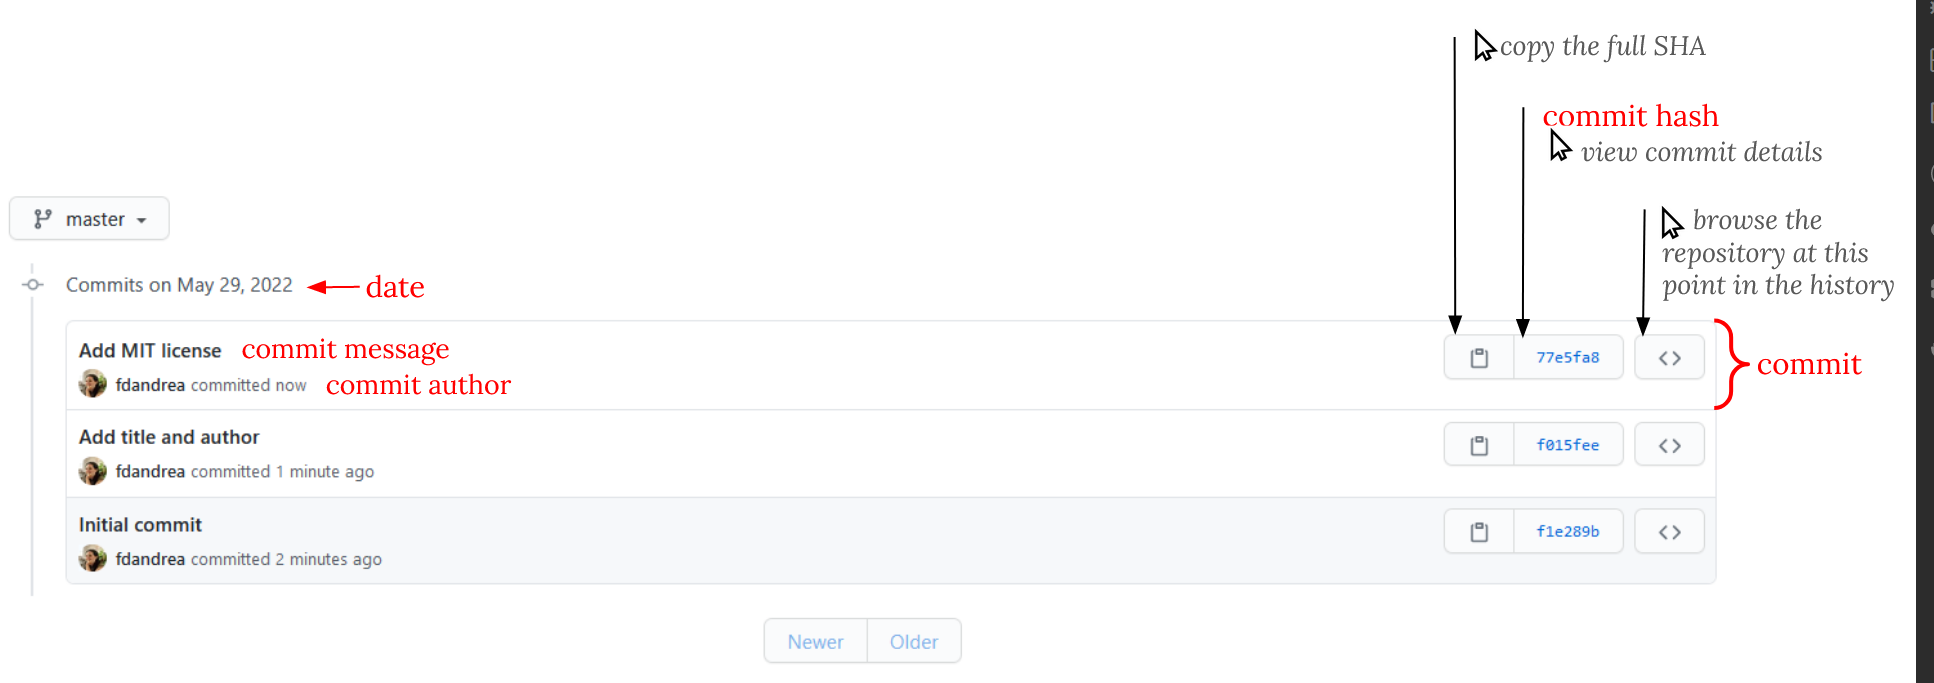 copy the full SHA
commit hash
view commit details
browse the
repository at this
point in the history
master
Commits on May 29, 2022
date
Add MIT license
commit message
fdandrea committed now
commit author
77e5fa8
commit
Add title and author
fdandrea committed 1 minute ago
f015fee
Initial commit
fdandrea committed 2 minutes ago
f1e289b
Newer
Older